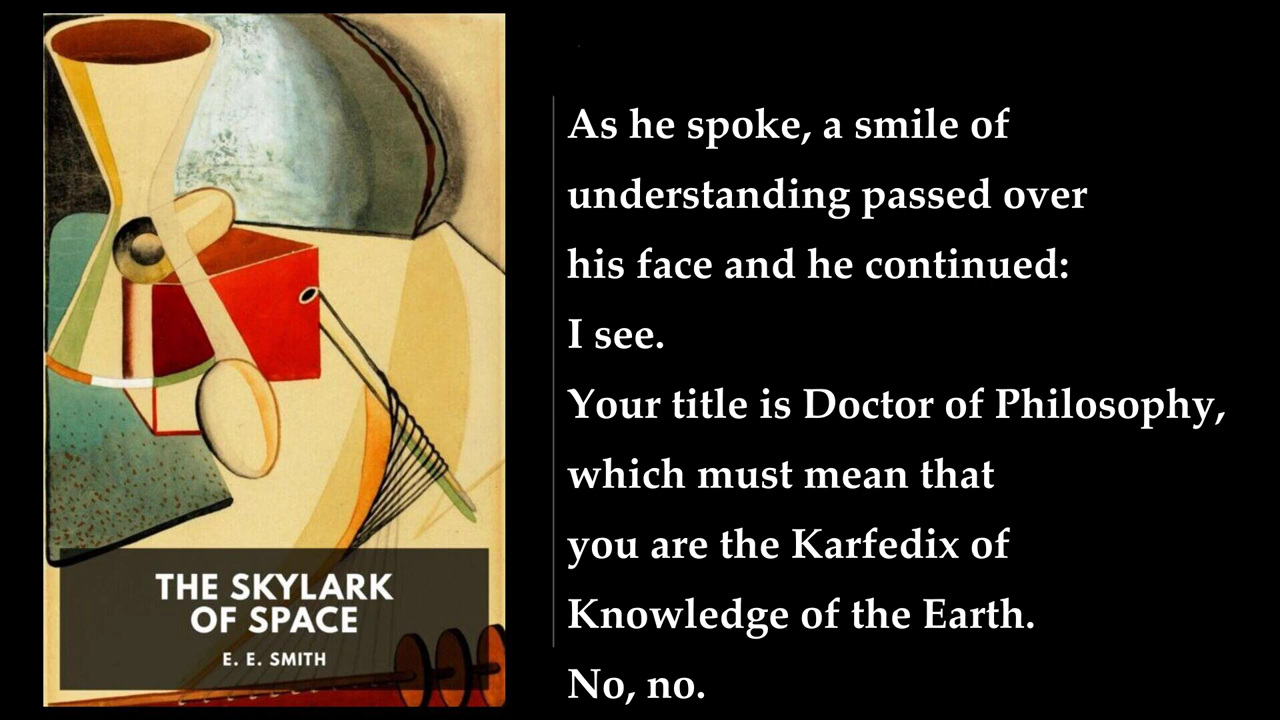 THE SKYLARK
OF SPACE
E. E. SMITH
As he spoke, a smile of
understanding passed over
his face and he continued:
I see.
Your title is Doctor of Philosophy,
which must mean that
you are the Karfedix of
Knowledge of the Earth.
No, no.